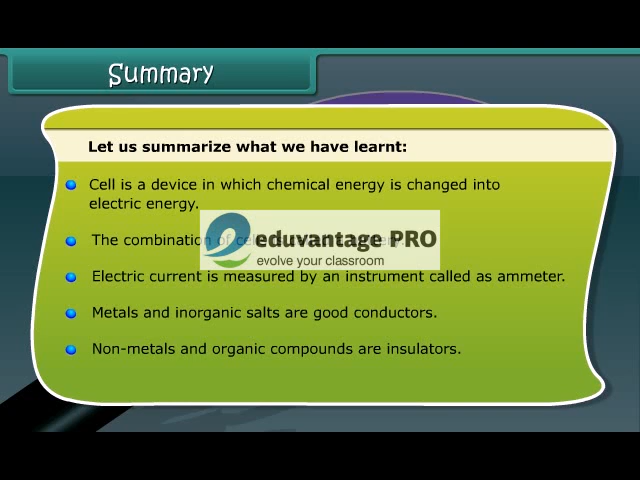 Summary
Let us summarize what we have learnt:
Cell is a device in which chemical energy is changed into
electric energy.
The combination of
eduvantage PRO
evolve your classroom
Electric current is measured by an instrument called as ammeter.
Metals and inorganic salts are good conductors.
Non-metals and organic compounds are insulators.